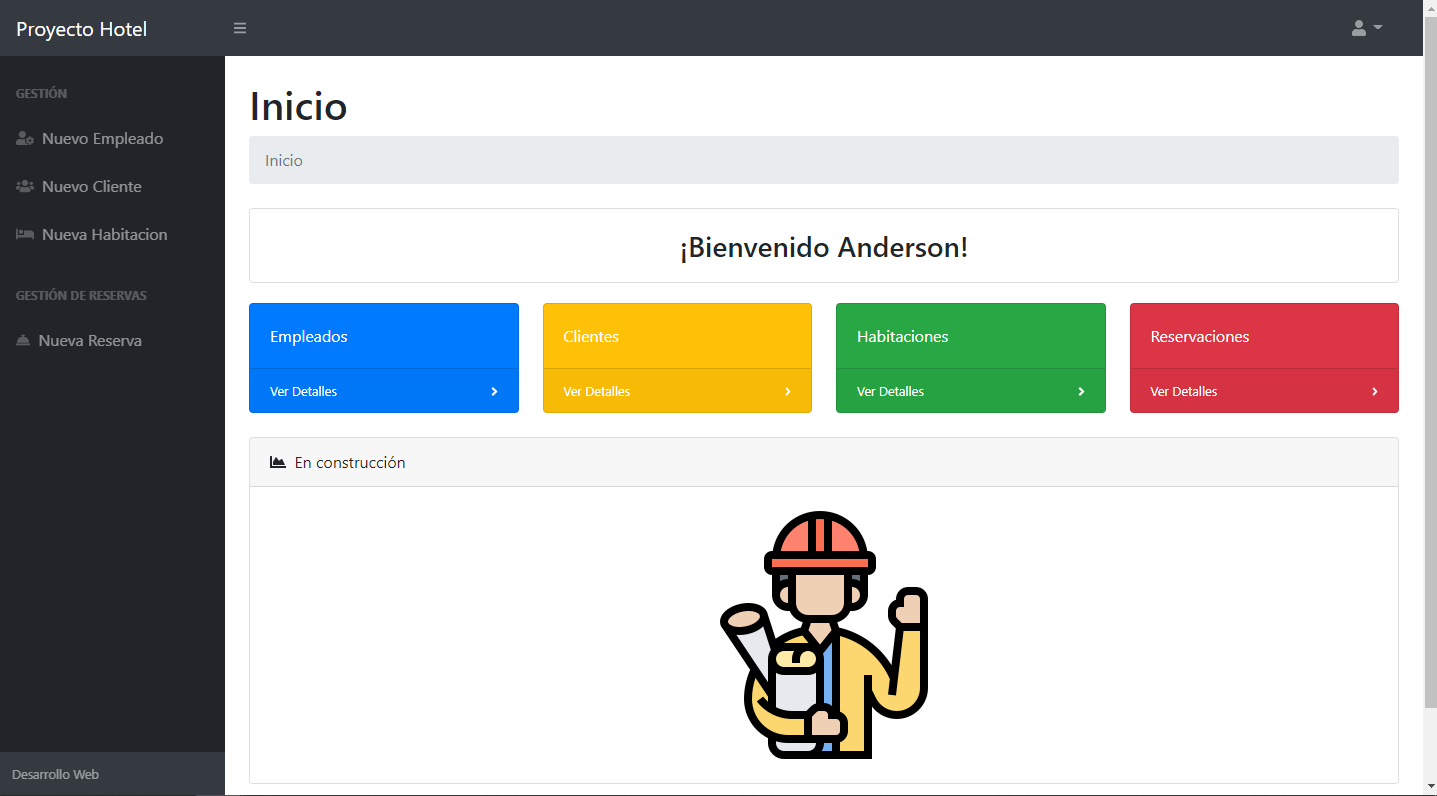 Proyecto Hotel
GESTIÓN
Nuevo Empleado
Nuevo Cliente
Nueva Habitacion
GESTIÓN DE RESERVAS
Nueva Reserva
Desarrollo Web
Inicio
Inicio
¡Bienvenido Anderson!
Empleados
Ver Detalles
Clientes
Ver Detalles
Habitaciones
Ver Detalles
Reservaciones
Ver Detalles
En construcción